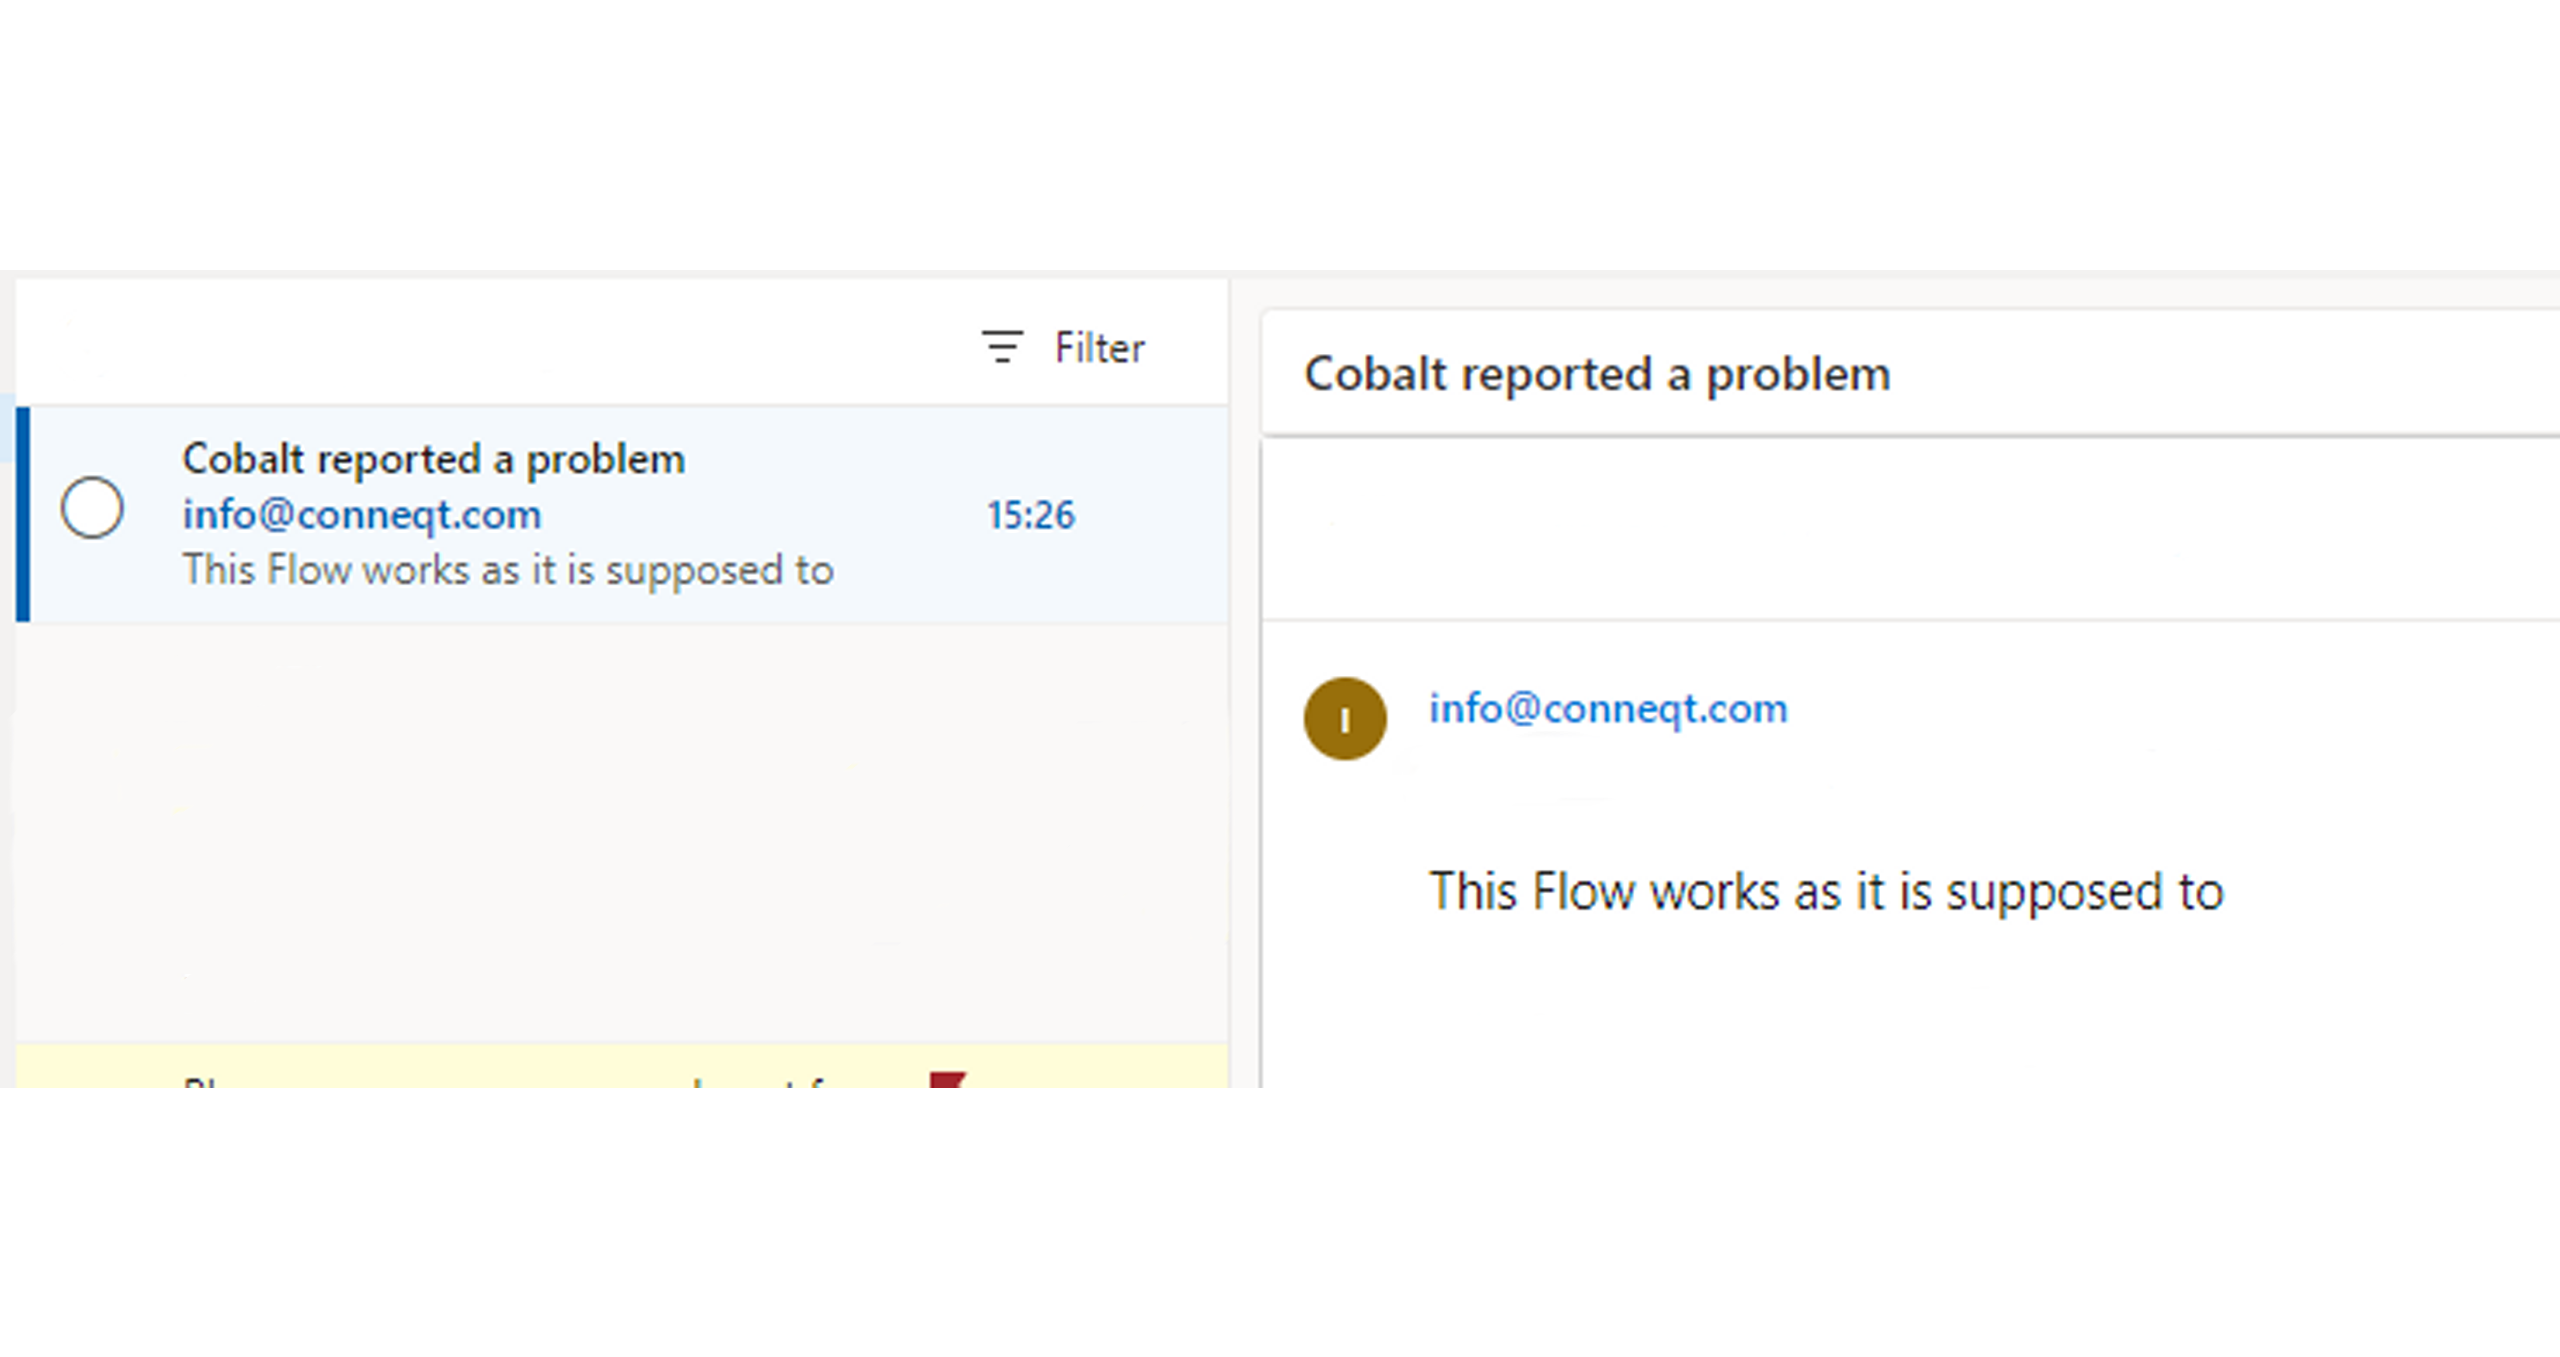 Filter
Cobalt reported a problem
info@conneqt.com
15:26
This Flow works as it is supposed to
Cobalt reported a problem
I
info@conneqt.com
This Flow works as it is supposed to